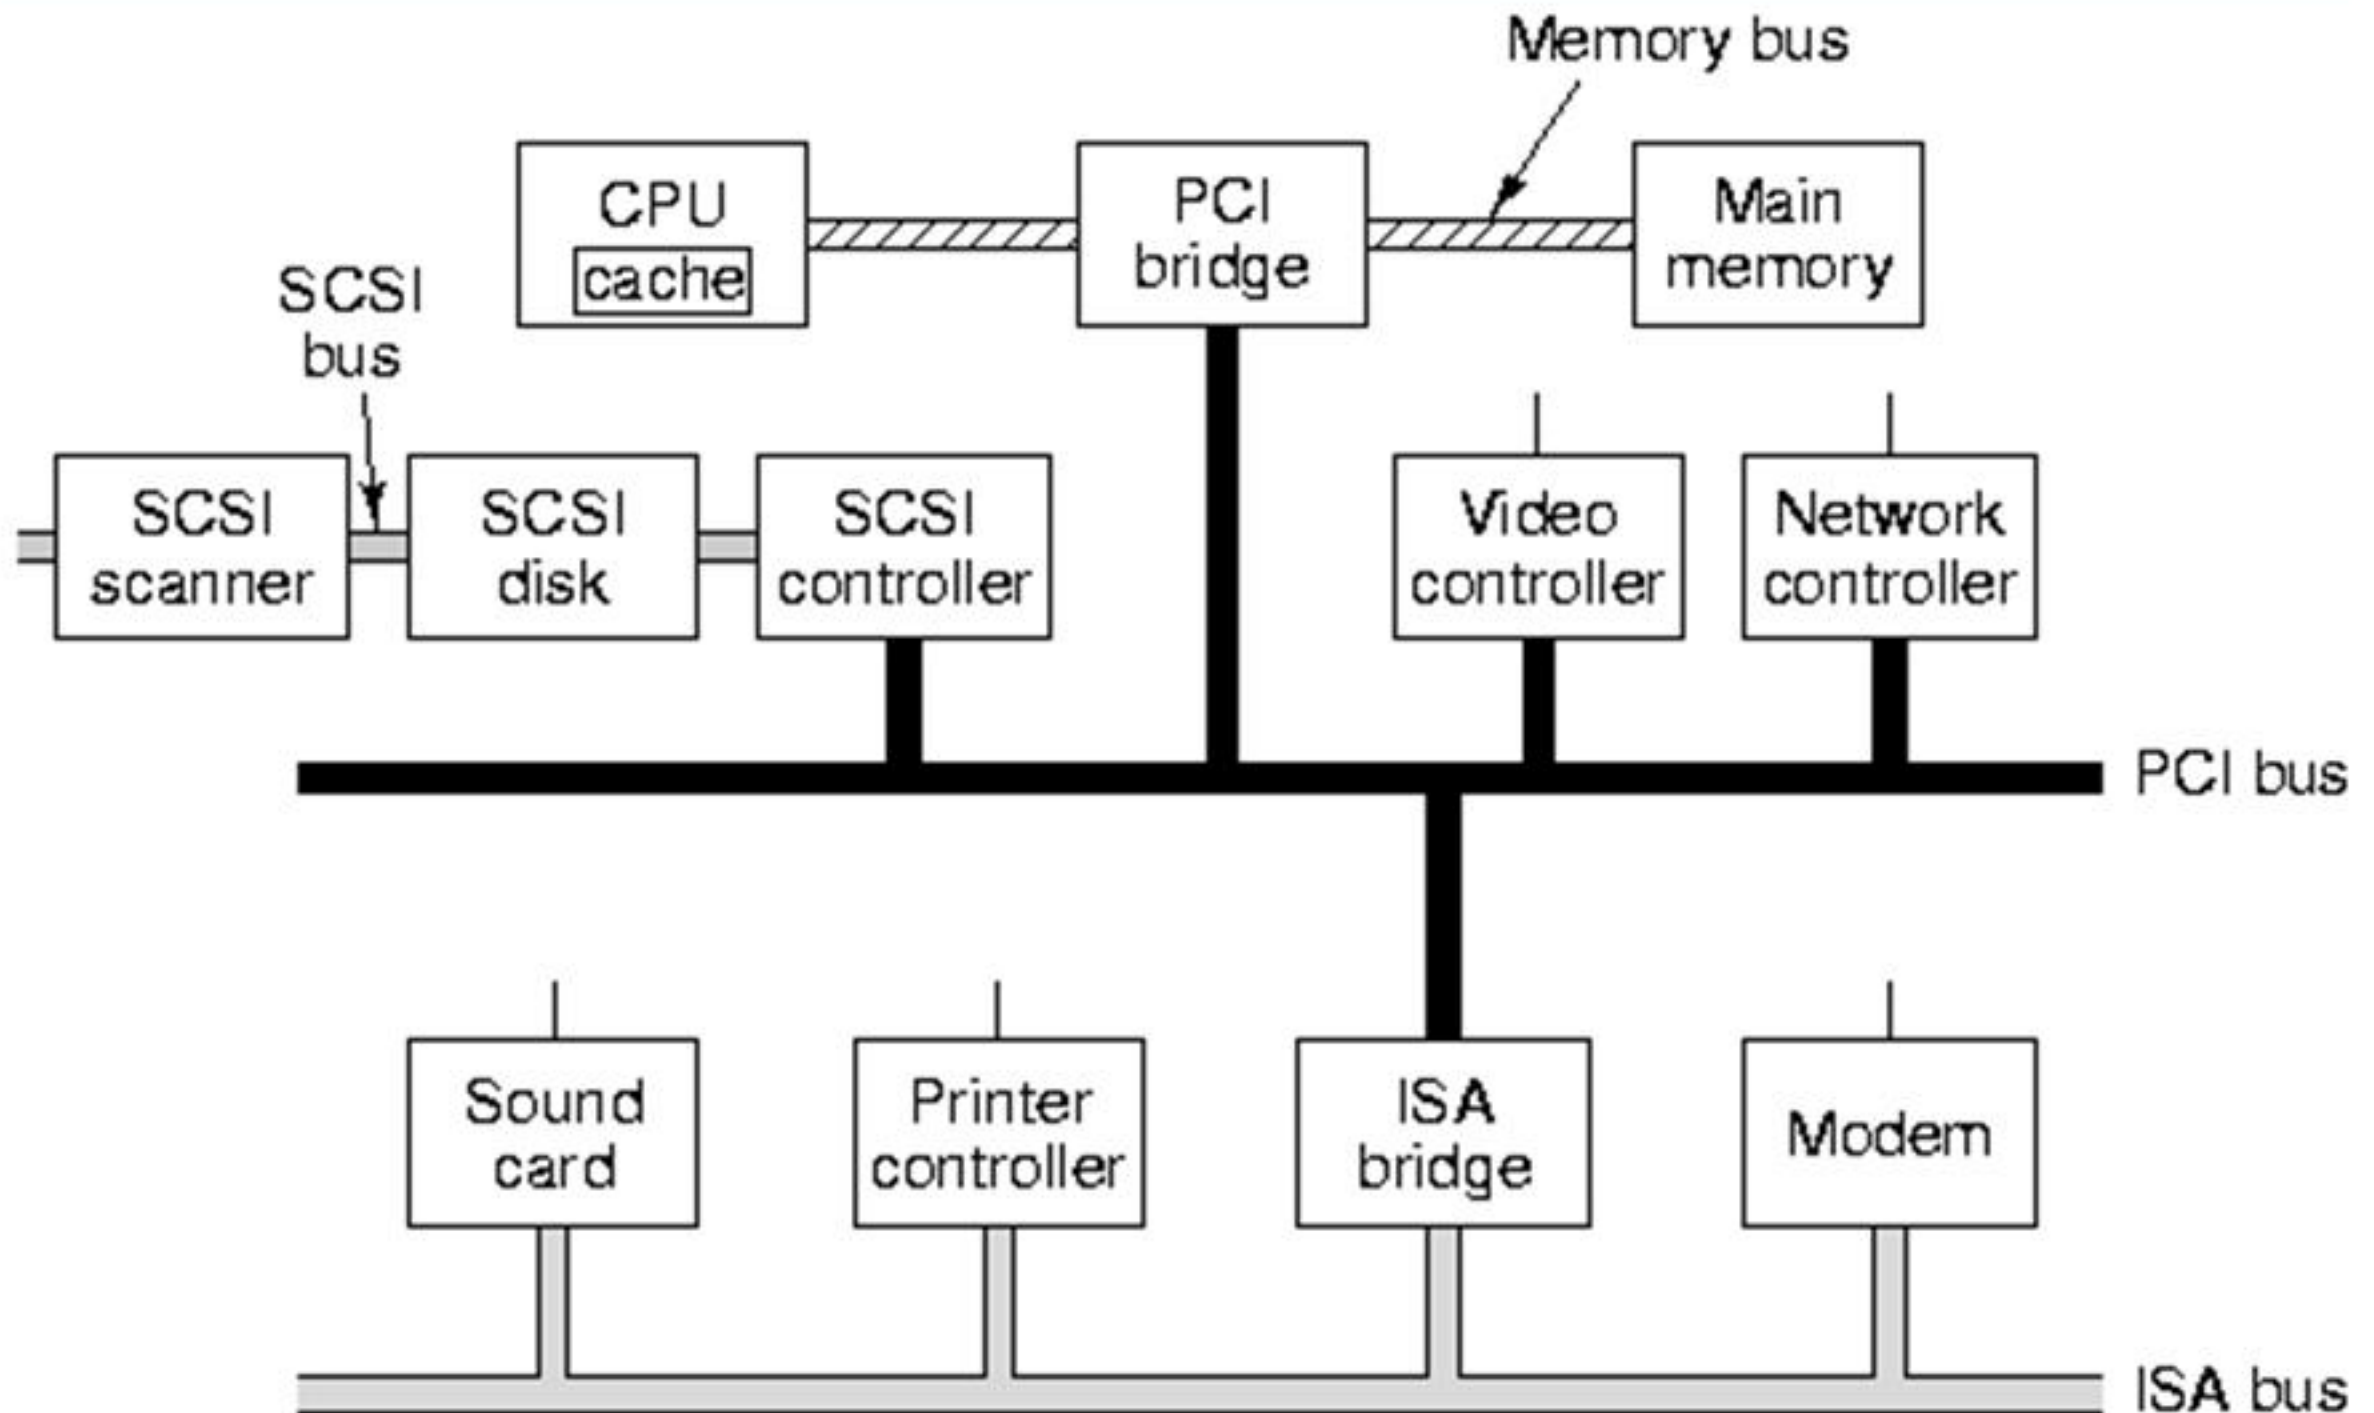 Memory bus
CPU
cache
PCI
bridge
Main
memory
SCSI
bus
SCSI
scanner
SCSI
disk
SCSI
controller
Video
controller
Network
controller
PCI bus
Sound
card
Printer
controller
ISA
bridge
Modem
ISA bus